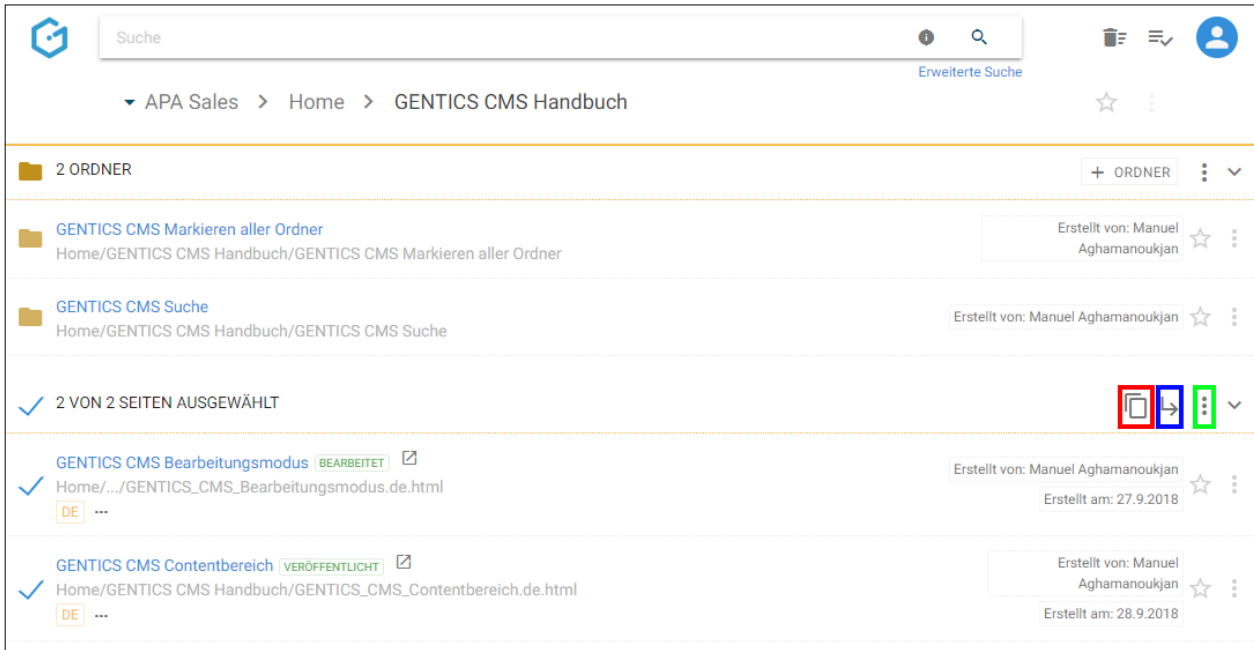 Suche
Erweiterte Suche
APA Sales > Home > GENTICS CMS Handbuch
2 ORDNER
+ ORDNER
GENTICS CMS Markieren aller Ordner
Home/GENTICS CMS Handbuch/GENTICS CMS Markieren aller Ordner
Erstellt von: Manuel
Aghamanoukjan
GENTICS CMS Suche
Home/GENTICS CMS Handbuch/GENTICS CMS Suche
Erstellt von: Manuel Aghamanoukjan
2 VON 2 SEITEN AUSGEWÄHLT
GENTICS CMS Bearbeitungsmodus BEARBEITET
Home/.../GENTICS_CMS_Bearbeitungsmodus.de.html
DE ...
Erstellt von: Manuel Aghamanoukjan
Erstellt am: 27.9.2018
GENTICS CMS Contentbereich VERÖFFENTLICHT
Home/GENTICS CMS Handbuch/GENTICS_CMS_Contentbereich.de.html
DE ...
Erstellt von: Manuel
Aghamanoukjan
Erstellt am: 28.9.2018